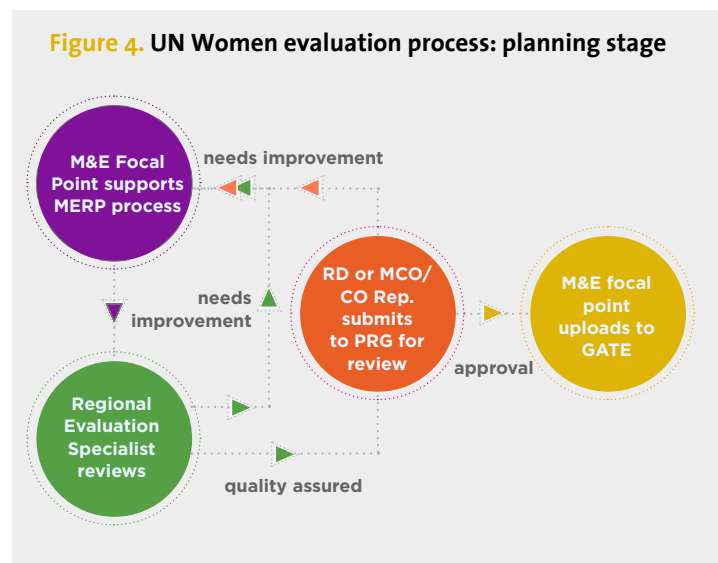 Figure 4. UN Women evaluation process: planning stage
M&E Focal
Point supports
MERP process
needs improvement
needs
improvement
RD or MCO/
CO Rep.
submits
to PRG for
review
M&E focal
point
uploads to
GATE
approval
Regional
Evaluation
Specialist
reviews
quality assured